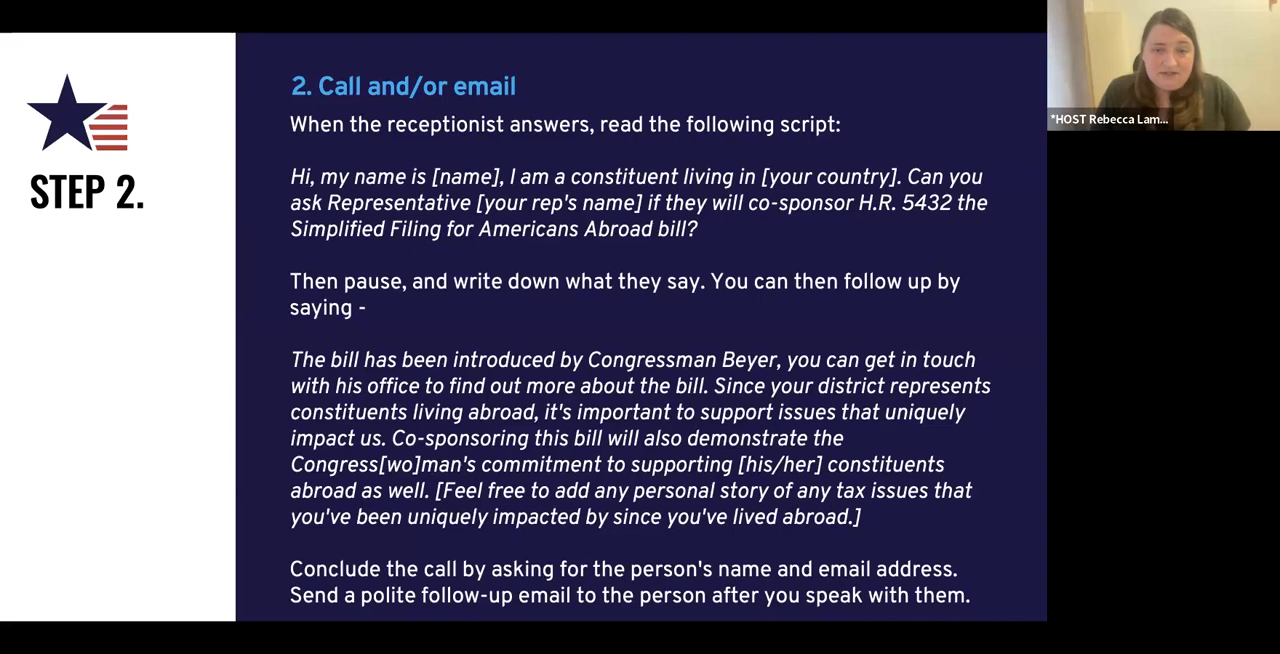 2. Call and/or email
When the receptionist answers, read the following script:
Hi, my name is [name], I am a constituent living in [your country]. Can you
ask Representative [your rep's name] if they will co-sponsor H.R. 5432 the
Simplified Filing for Americans Abroad bill?
Then pause, and write down what they say. You can then follow up by
saying -
The bill has been introduced by Congressman Beyer, you can get in touch
with his office to find out more about the bill. Since your district represents
constituents living abroad, it's important to support issues that uniquely
impact us. Co-sponsoring this bill will also demonstrate the
Congress[wo]man's commitment to supporting [his/her] constituents
abroad as well. [Feel free to add any personal story of any tax issues that
you've been uniquely impacted by since you've lived abroad.]
Conclude the call by asking for the person's name and email address.
Send a polite follow-up email to the person after you speak with them.
STEP 2.
*HOST Rebecca Lam...